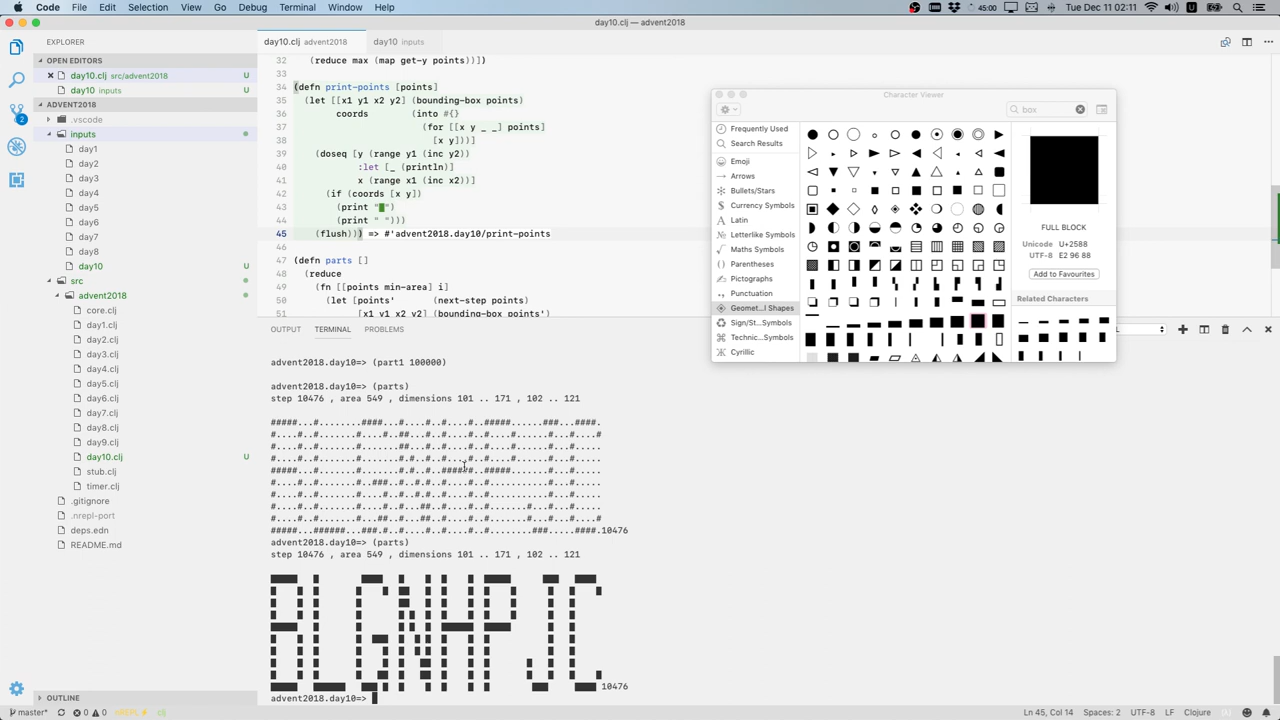 Code File Edit Selection View Go Debug Terminal Window Help 45:00 Tue Dec 11 02:11
day10.clj — advent2018
EXPLORER
OPEN EDITORS
day10.clj src/advent2018 U
day10 inputs U
ADVENT2018
.vscode
inputs
day1
day2
day3
day4
day5
day6
day7
day8
day10 U
src
advent2018
core.clj
day1.clj
day2.clj
day3.clj
day4.clj
day5.clj
day6.clj
day7.clj
day8.clj
day9.clj
day10.clj U
stub.clj
timer.clj
.gitignore
.nrepl-port
deps.edn
README.md
OUTLINE
day10.clj advent2018 day10 inputs
32 (reduce max (map get-y points))])
33
34 (defn print-points [points]
35 (let [[x1 y1 x2 y2] (bounding-box points)
36 coords (into #{}
37 (for [[x y _ _] points]
38 [x y]))]
39 (doseq [y (range y1 (inc y2))
40 :let [_ (println)]
41 x (range x1 (inc x2))]
42 (if (coords [x y])
43 (print "█")
44 (print " ")))
45 (flush))) => #'advent2018.day10/print-points
46
47 (defn parts []
48 (reduce
49 (fn [[points min-area] i]
50 (let [points' (next-step points)
51 [x1 y1 x2 y2] (bounding-box points')
Character Viewer
box
Frequently Used
Search Results
Emoji
Arrows
Bullets/Stars
Currency Symbols
Latin
Letterlike Symbols
Maths Symbols
Parentheses
Pictographs
Punctuation
Geomet...l Shapes
Sign/St...Symbols
Technic...Symbols
Cyrillic
FULL BLOCK
Unicode U+2588
UTF-8 E2 96 88
Add to Favourites
Related Characters
OUTPUT TERMINAL PROBLEMS
advent2018.day10=> (part1 100000)
advent2018.day10=> (parts)
step 10476 , area 549 , dimensions 101 .. 171 , 102 .. 121
10476
advent2018.day10=> (parts)
step 10476 , area 549 , dimensions 101 .. 171 , 102 .. 121
BLGNHPJC
10476
advent2018.day10=>
master* 0 0 nREPL clj Ln 45, Col 14 Spaces: 2 UTF-8 LF Clojure